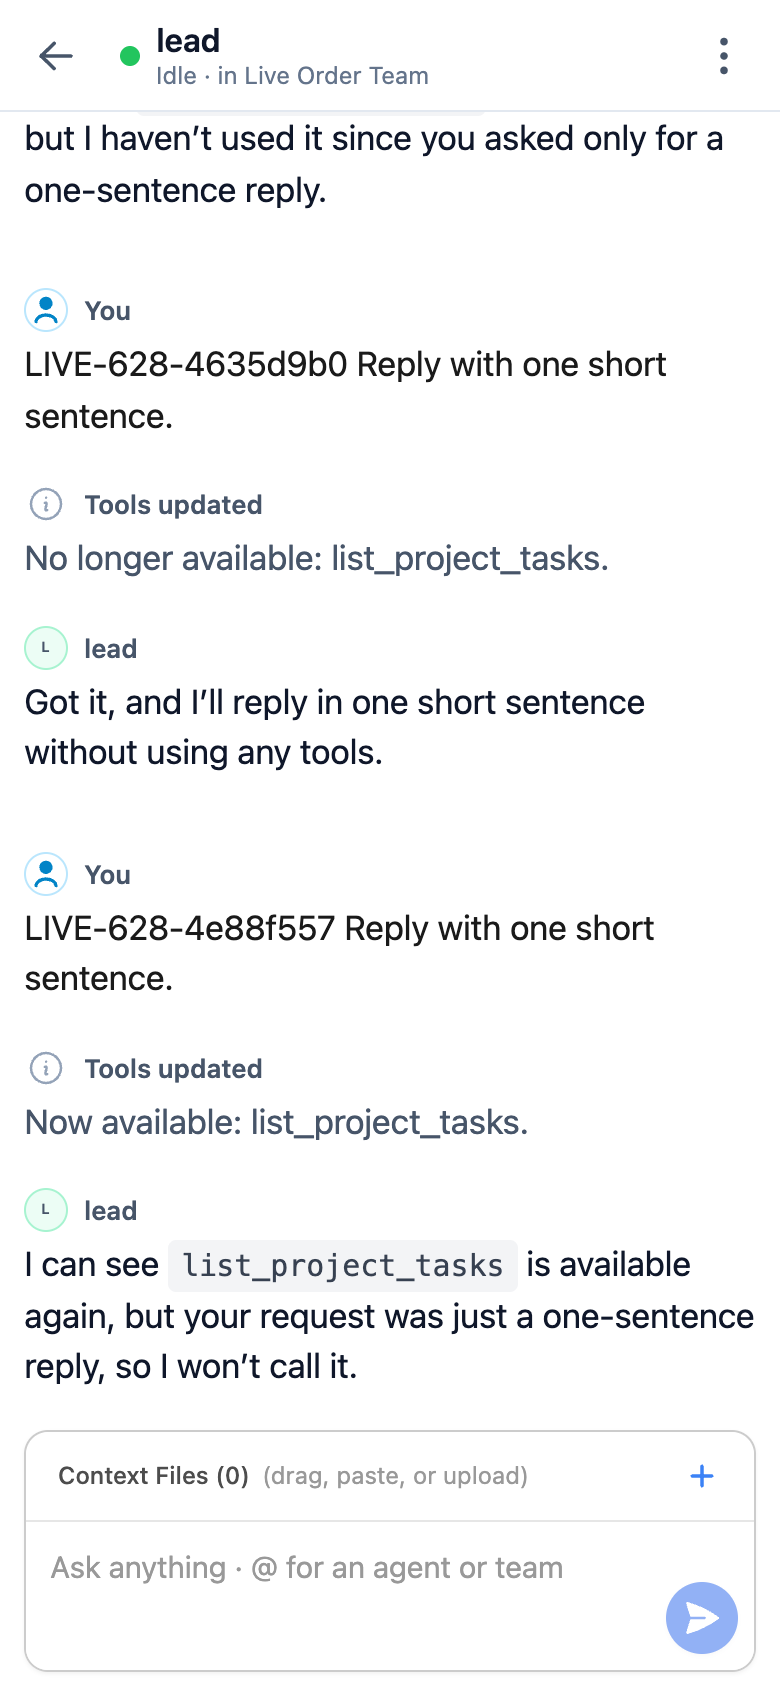 lead
Idle · in Live Order Team
but I haven’t used it since you asked only for a
one-sentence reply.
You
LIVE-628-4635d9b0 Reply with one short
sentence.
Tools updated
No longer available: list_project_tasks.
L
lead
Got it, and I’ll reply in one short sentence
without using any tools.
You
LIVE-628-4e88f557 Reply with one short
sentence.
Tools updated
Now available: list_project_tasks.
L
lead
I can see list_project_tasks is available
again, but your request was just a one-sentence
reply, so I won’t call it.
Context Files (0) (drag, paste, or upload)
Ask anything · @ for an agent or team